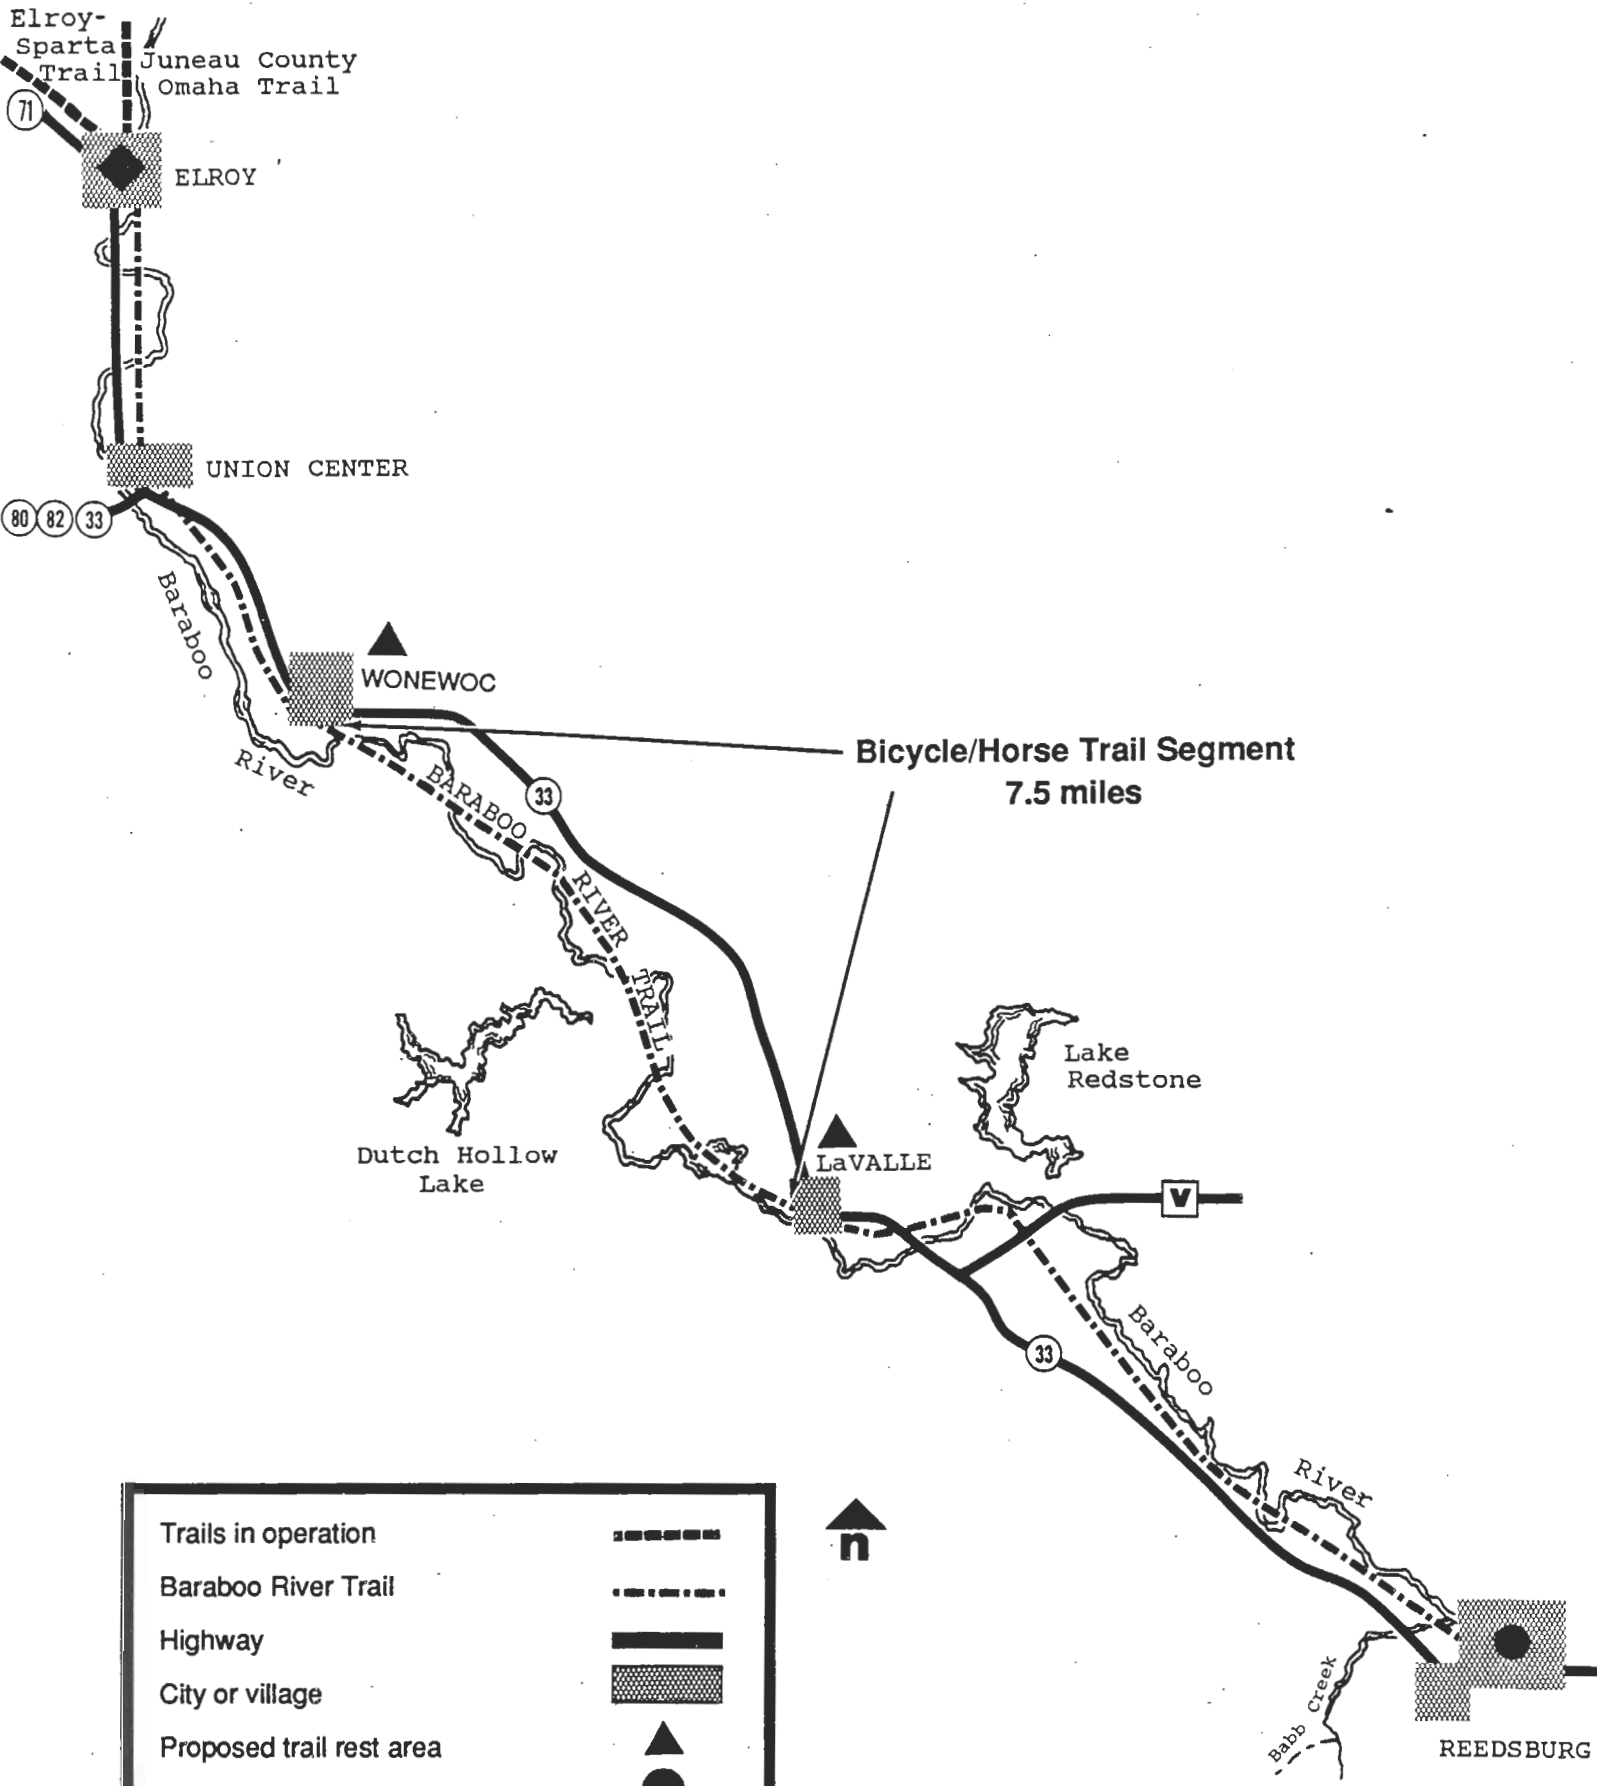 Elroy-
Sparta
Trail
Juneau County
Omaha Trail
71
ELROY
UNION CENTER
80 82 33
Baraboo
River
WONEWOC
Bicycle/Horse Trail Segment
7.5 miles
33
BARABOO
RIVER
TRAIL
Lake
Redstone
Dutch Hollow
Lake
LaVALLE
V
33
Baraboo
River
Babb Creek
REEDSBURG
n
Trails in operation
Baraboo River Trail
Highway
City or village
Proposed trail rest area